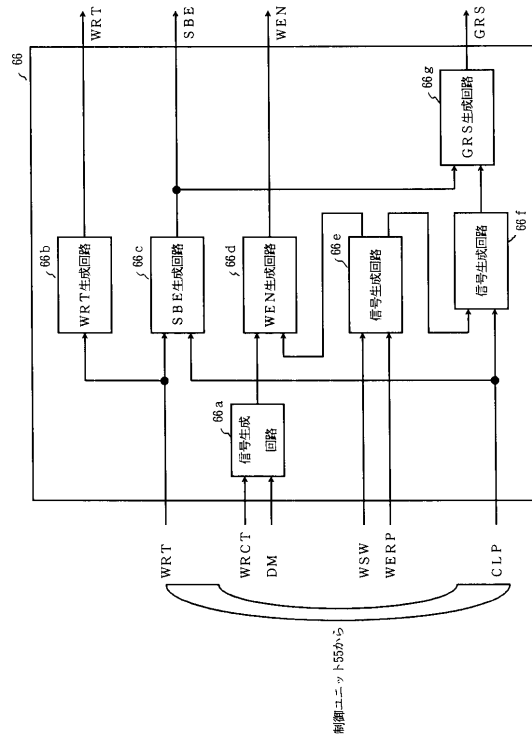 66
WRT
SBE
WEN
GRS
66b
WRT生成回路
66c
SBE生成回路
66d
WEN生成回路
66e
信号生成回路
66f
信号生成回路
66g
GRS生成回路
66a
信号生成
回路
WRT
WRCT
DM
WSW
WERP
CLP
制御ユニット55から